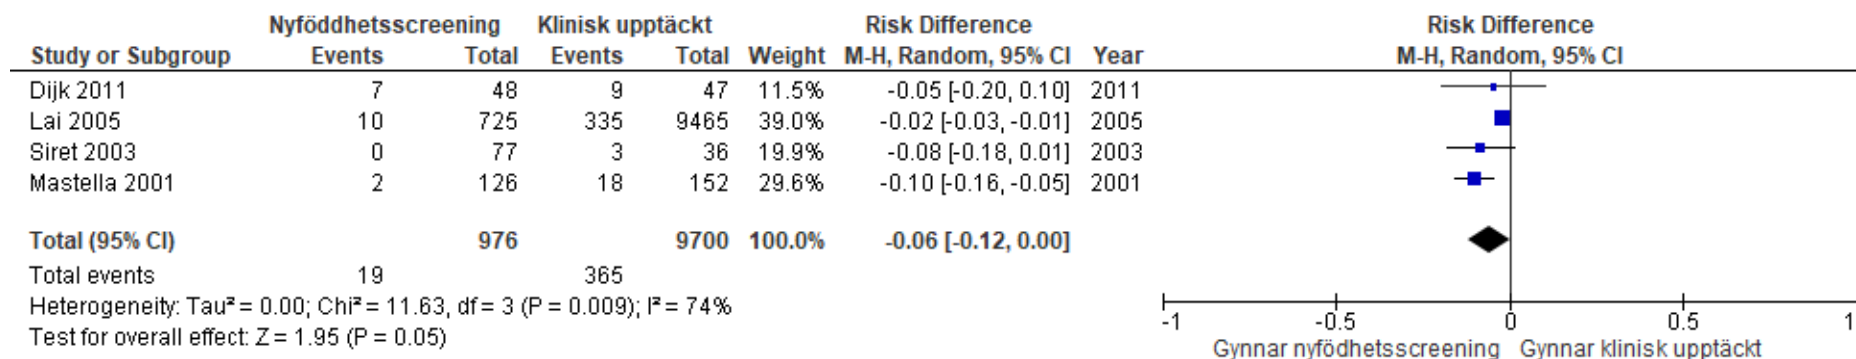 Nyföddhetsscreening Klinisk upptäckt Risk Difference Risk Difference
Study or Subgroup Events Total Events Total Weight M-H, Random, 95% CI Year M-H, Random, 95% CI
Dijk 2011 7 48 9 47 11.5% -0.05 [-0.20, 0.10] 2011
Lai 2005 10 725 335 9465 39.0% -0.02 [-0.03, -0.01] 2005
Siret 2003 0 77 3 36 19.9% -0.08 [-0.18, 0.01] 2003
Mastella 2001 2 126 18 152 29.6% -0.10 [-0.16, -0.05] 2001
Total (95% CI) 976 9700 100.0% -0.06 [-0.12, 0.00]
Total events 19 365
Heterogeneity: Tau² = 0.00; Chi² = 11.63, df = 3 (P = 0.009); I² = 74%
Test for overall effect: Z = 1.95 (P = 0.05)
-1 -0.5 0 0.5 1
Gynnar nyfödhetsscreening Gynnar klinisk upptäckt